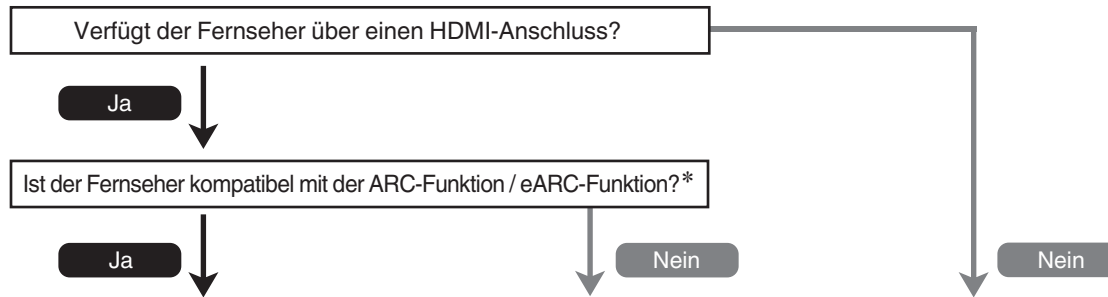 Verfügt der Fernseher über einen HDMI-Anschluss?
Ja
Ist der Fernseher kompatibel mit der ARC-Funktion / eARC-Funktion?*
Ja
Nein
Nein